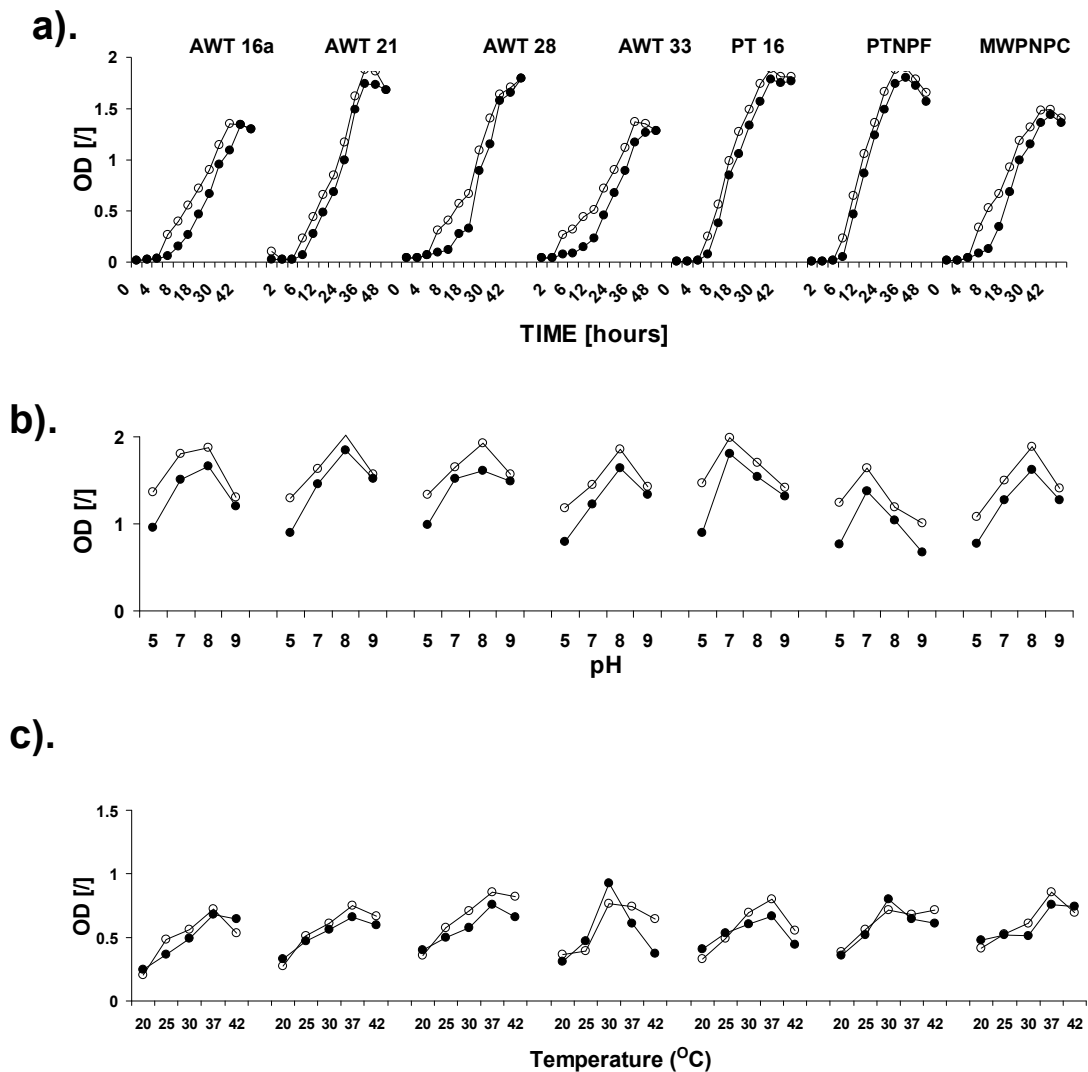 a).
AWT 16a AWT 21 AWT 28 AWT 33 PT 16 PTNPF MWPNPC
2
1.5
1
0.5
0
OD [/]
0 4 8 18 30 42 2 6 12 24 36 48 0 4 8 18 30 42 2 6 12 24 36 48 0 4 8 18 30 42 2 6 12 24 36 48 0 4 8 18 30 42
TIME [hours]
b).
2
1
0
OD [/]
5 7 8 9 5 7 8 9 5 7 8 9 5 7 8 9 5 7 8 9 5 7 8 9 5 7 8 9
pH
c).
1.5
1
0.5
0
OD [/]
20 25 30 37 42 20 25 30 37 42 20 25 30 37 42 20 25 30 37 42 20 25 30 37 42 20 25 30 37 42 20 25 30 37 42
Temperature (ᴼC)